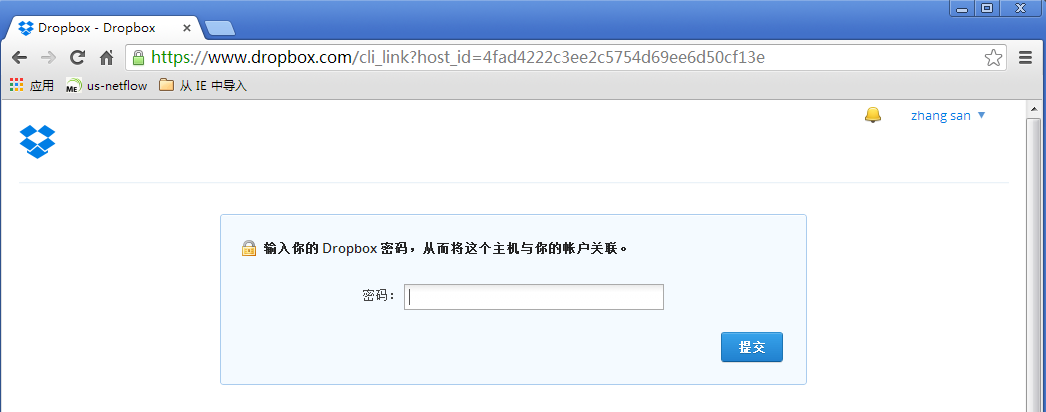 Dropbox - Dropbox
https://www.dropbox.com/cli_link?host_id=4fad4222c3ee2c5754d69ee6d50cf13e
应用 ME us-netflow 从 IE 中导入
zhang san
输入你的 Dropbox 密码，从而将这个主机与你的帐户关联。
密码：
提交